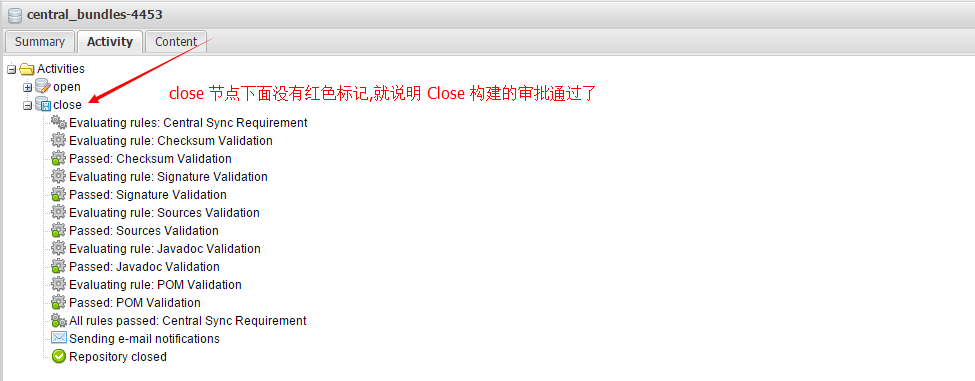 central_bundles-4453
Summary Activity Content
Activities
open
close
close 节点下面没有红色标记,就说明 Close 构建的审批通过了
Evaluating rules: Central Sync Requirement
Evaluating rule: Checksum Validation
Passed: Checksum Validation
Evaluating rule: Signature Validation
Passed: Signature Validation
Evaluating rule: Sources Validation
Passed: Sources Validation
Evaluating rule: Javadoc Validation
Passed: Javadoc Validation
Evaluating rule: POM Validation
Passed: POM Validation
All rules passed: Central Sync Requirement
Sending e-mail notifications
Repository closed